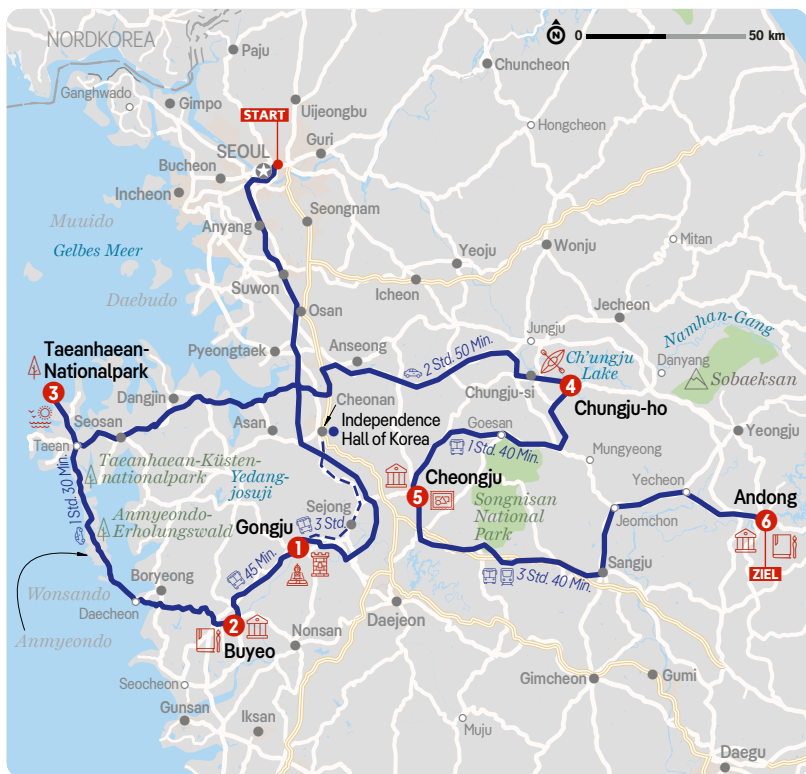 NORDKOREA
Paju
0
50 km
N
Chuncheon
Ganghwado
Gimpo
START
Uijeongbu
Hongcheon
SEOUL
Guri
Bucheon
Incheon
Seongnam
Muuido
Anyang
Gelbes Meer
Yeoju
Wonju
Mitan
Daebudo
Suwon
Icheon
Osan
Jecheon
Namhan-Gang
Taeanhaean-
Nationalpark
3
Pyeongtaek
Anseong
2 Std. 50 Min.
Jungju
Ch'ungju
Lake
Danyang
Sobaeksan
Chungju-si
4
Chungju-ho
Dangjin
Cheonan
Seosan
Asan
Independence
Hall of Korea
Goesan
Yeongju
Taean
1 Std. 40 Min.
Mungyeong
1 Std. 30 Min.
Taeanhaean-Küsten-
nationalpark
Yedang-
josuji
Cheongju
5
Yecheon
Songnisan
National
Park
Andong
6
ZIEL
Anmyeondo-
Erholungswald
Sejong
3 Std.
Gongju
1
Jeomchon
45 Min.
Wonsando
Boryeong
Sangju
3 Std. 40 Min.
Daecheon
Anmyeondo
2
Buyeo
Nonsan
Daejeon
Seocheon
Gimcheon
Gumi
Gunsan
Iksan
Muju
Daegu